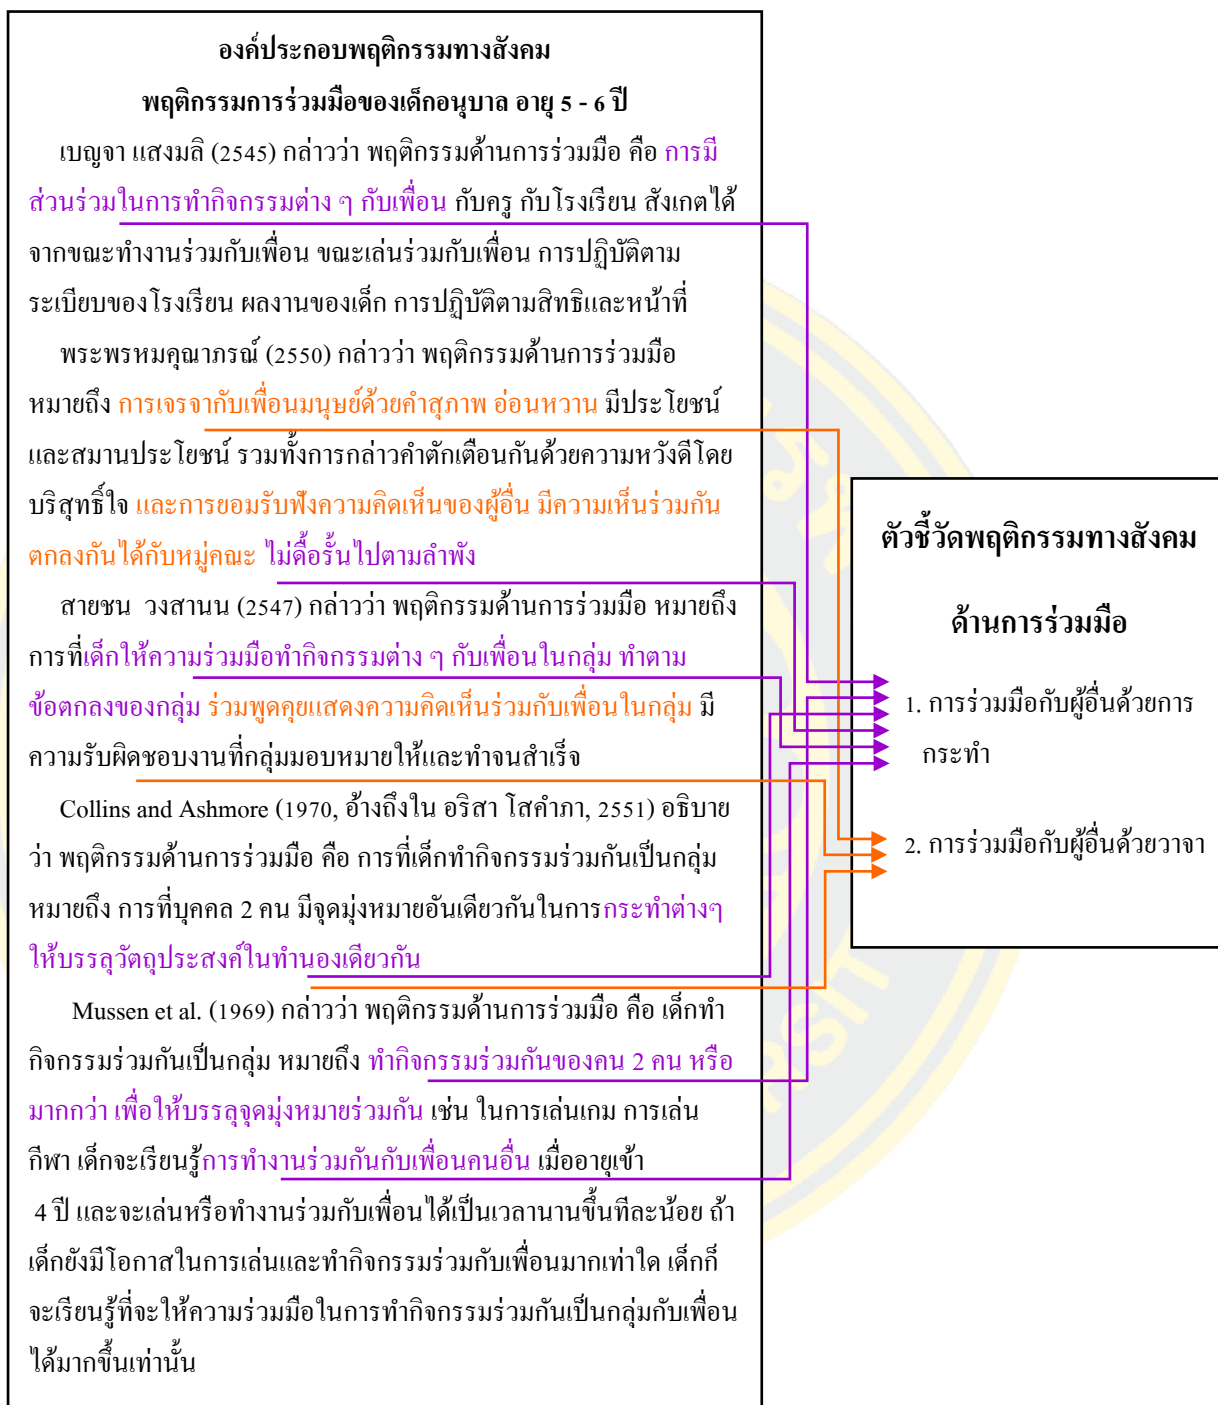 องค์ประกอบพฤติกรรมทางสังคม
พฤติกรรมการร่วมมือของเด็กอนุบาล อายุ 5 - 6 ปี
เบญจา แสงมลิ (2545) กล่าวว่า พฤติกรรมด้านการร่วมมือ คือ การมี
ส่วนร่วมในการทำกิจกรรมต่าง ๆ กับเพื่อน กับครู กับโรงเรียน สังเกตได้
จากขณะทำงานร่วมกับเพื่อน ขณะเล่นร่วมกับเพื่อน การปฏิบัติตาม
ระเบียบของโรงเรียน ผลงานของเด็ก การปฏิบัติตามสิทธิและหน้าที่
พระพรหมคุณาภรณ์ (2550) กล่าวว่า พฤติกรรมด้านการร่วมมือ
หมายถึง การเจรจากับเพื่อนมนุษย์ด้วยคำสุภาพ อ่อนหวาน มีประโยชน์
และสมานประโยชน์ รวมทั้งการกล่าวคำตักเตือนกันด้วยความหวังดีโดย
บริสุทธิ์ใจ และการยอมรับฟังความคิดเห็นของผู้อื่น มีความเห็นร่วมกัน
ตกลงกันได้กับหมู่คณะ ไม่ดื้อรั้นไปตามลำพัง
สายชน วงสานน (2547) กล่าวว่า พฤติกรรมด้านการร่วมมือ หมายถึง
การที่เด็กให้ความร่วมมือทำกิจกรรมต่าง ๆ กับเพื่อนในกลุ่ม ทำตาม
ข้อตกลงของกลุ่ม ร่วมพูดคุยแสดงความคิดเห็นร่วมกับเพื่อนในกลุ่ม มี
ความรับผิดชอบงานที่กลุ่มมอบหมายให้และทำจนสำเร็จ
Collins and Ashmore (1970, อ้างถึงใน อริสา โสคำภา, 2551) อธิบาย
ว่า พฤติกรรมด้านการร่วมมือ คือ การที่เด็กทำกิจกรรมร่วมกันเป็นกลุ่ม
หมายถึง การที่บุคคล 2 คน มีจุดมุ่งหมายอันเดียวกันในการกระทำต่างๆ
ให้บรรลุวัตถุประสงค์ในทำนองเดียวกัน
Mussen et al. (1969) กล่าวว่า พฤติกรรมด้านการร่วมมือ คือ เด็กทำ
กิจกรรมร่วมกันเป็นกลุ่ม หมายถึง ทำกิจกรรมร่วมกันของคน 2 คน หรือ
มากกว่า เพื่อให้บรรลุจุดมุ่งหมายร่วมกัน เช่น ในการเล่นเกม การเล่น
กีฬา เด็กจะเรียนรู้การทำงานร่วมกันกับเพื่อนคนอื่น เมื่ออายุเข้า
4 ปี และจะเล่นหรือทำงานร่วมกับเพื่อนได้เป็นเวลานานขึ้นทีละน้อย ถ้า
เด็กยังมีโอกาสในการเล่นและทำกิจกรรมร่วมกับเพื่อนมากเท่าใด เด็กก็
จะเรียนรู้ที่จะให้ความร่วมมือในการทำกิจกรรมร่วมกันเป็นกลุ่มกับเพื่อน
ได้มากขึ้นเท่านั้น
ตัวชี้วัดพฤติกรรมทางสังคม
ด้านการร่วมมือ
1. การร่วมมือกับผู้อื่นด้วยการ
กระทำ
2. การร่วมมือกับผู้อื่นด้วยวาจา